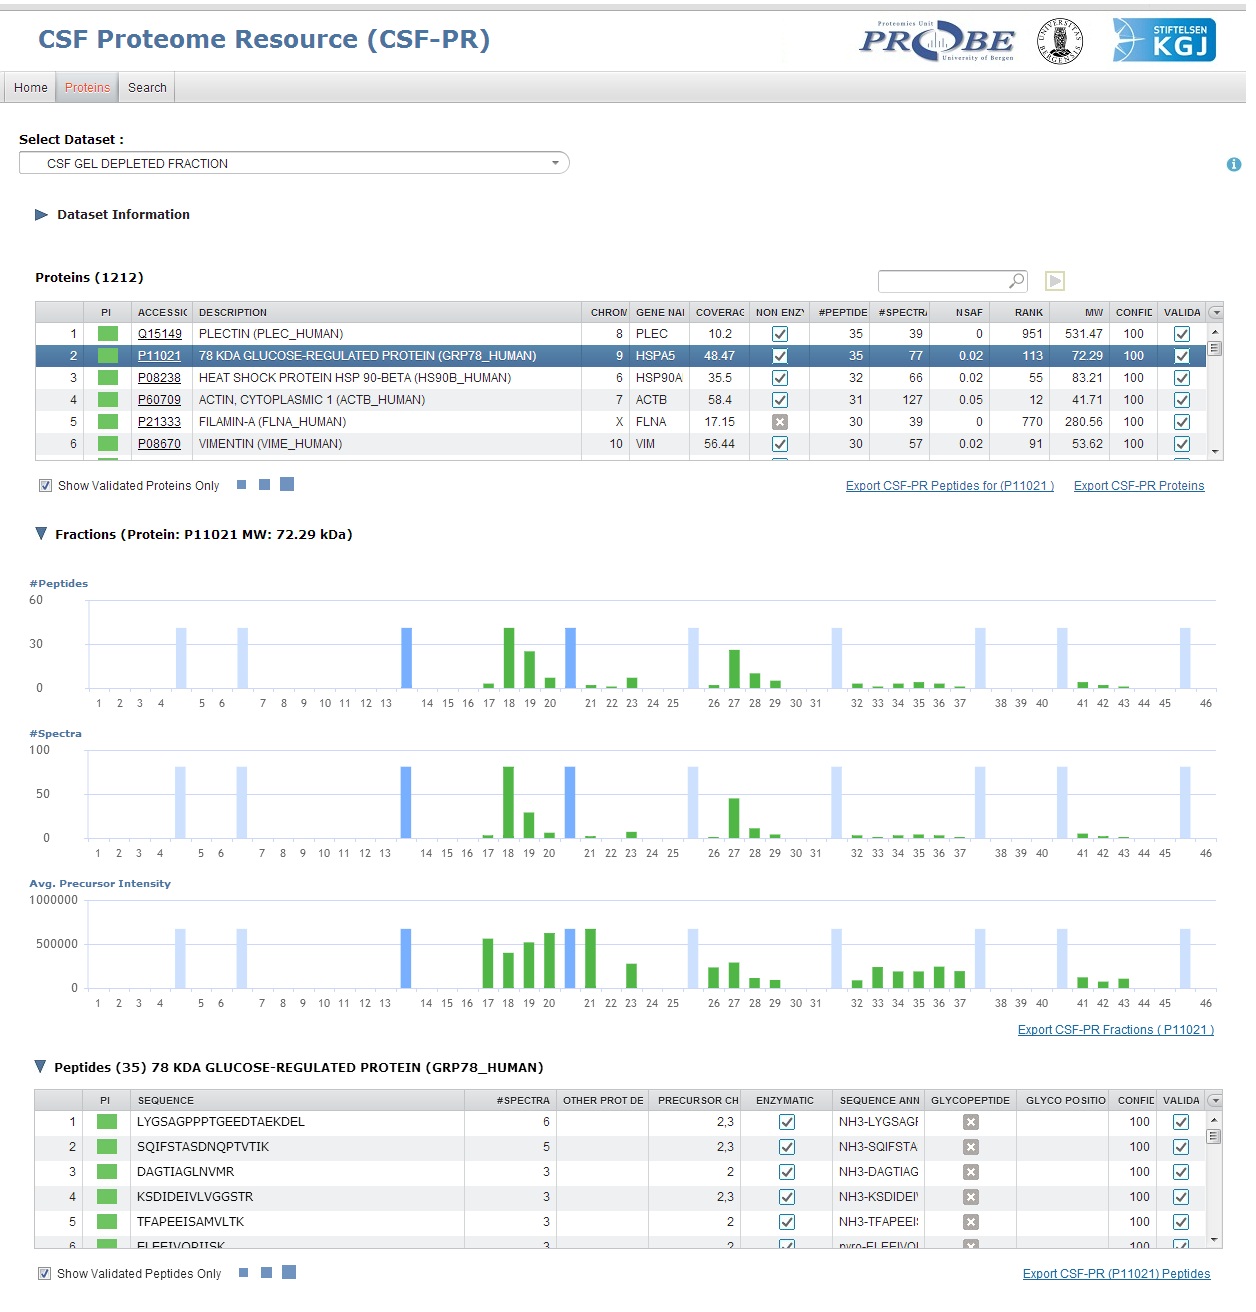 CSF Proteome Resource (CSF-PR)
Proteomics Unit
PROBE
University of Bergen
UNIVERSITAS BERGENSIS
STIFTELSEN
KGJ
Home Proteins Search
Select Dataset :
CSF GEL DEPLETED FRACTION
Dataset Information
Proteins (1212)
PI ACCESSIC DESCRIPTION CHROM GENE NAI COVERAG NON ENZY #PEPTIDE #SPECTRA NSAF RANK MW CONFIC VALIDA
1 Q15149 PLECTIN (PLEC_HUMAN) 8 PLEC 10.2 35 39 0 951 531.47 100
2 P11021 78 KDA GLUCOSE-REGULATED PROTEIN (GRP78_HUMAN) 9 HSPA5 48.47 35 77 0.02 113 72.29 100
3 P08238 HEAT SHOCK PROTEIN HSP 90-BETA (HS90B_HUMAN) 6 HSP90A 35.5 32 66 0.02 55 83.21 100
4 P60709 ACTIN, CYTOPLASMIC 1 (ACTB_HUMAN) 7 ACTB 58.4 31 127 0.05 12 41.71 100
5 P21333 FILAMIN-A (FLNA_HUMAN) X FLNA 17.15 30 39 0 770 280.56 100
6 P08670 VIMENTIN (VIME_HUMAN) 10 VIM 56.44 30 57 0.02 91 53.62 100
Show Validated Proteins Only Export CSF-PR Peptides for (P11021 ) Export CSF-PR Proteins
Fractions (Protein: P11021 MW: 72.29 kDa)
#Peptides
60
30
0
1 2 3 4 5 6 7 8 9 10 11 12 13 14 15 16 17 18 19 20 21 22 23 24 25 26 27 28 29 30 31 32 33 34 35 36 37 38 39 40 41 42 43 44 45 46
#Spectra
100
50
0
1 2 3 4 5 6 7 8 9 10 11 12 13 14 15 16 17 18 19 20 21 22 23 24 25 26 27 28 29 30 31 32 33 34 35 36 37 38 39 40 41 42 43 44 45 46
Avg. Precursor Intensity
1000000
500000
0
1 2 3 4 5 6 7 8 9 10 11 12 13 14 15 16 17 18 19 20 21 22 23 24 25 26 27 28 29 30 31 32 33 34 35 36 37 38 39 40 41 42 43 44 45 46
Export CSF-PR Fractions ( P11021 )
Peptides (35) 78 KDA GLUCOSE-REGULATED PROTEIN (GRP78_HUMAN)
PI SEQUENCE #SPECTRA OTHER PROT DE PRECURSOR CH ENZYMATIC SEQUENCE ANN GLYCOPEPTIDE GLYCO POSITIO CONFIC VALIDA
1 LYGSAGPPPTGEEDTAEKDEL 6 2,3 NH3-LYGSAGF 100
2 SQIFSTASDNQPTVTIK 5 2,3 NH3-SQIFSTA 100
3 DAGTIAGLNVMR 3 2 NH3-DAGTIAG 100
4 KSDIDEIVLVGGSTR 3 2,3 NH3-KSDIDEI 100
5 TFAPEEISAMVLTK 3 2 NH3-TFAPEEI 100
6 ELEEIVQPIISK 3 2 pyro-ELEEIVQI 100
Show Validated Peptides Only Export CSF-PR (P11021) Peptides